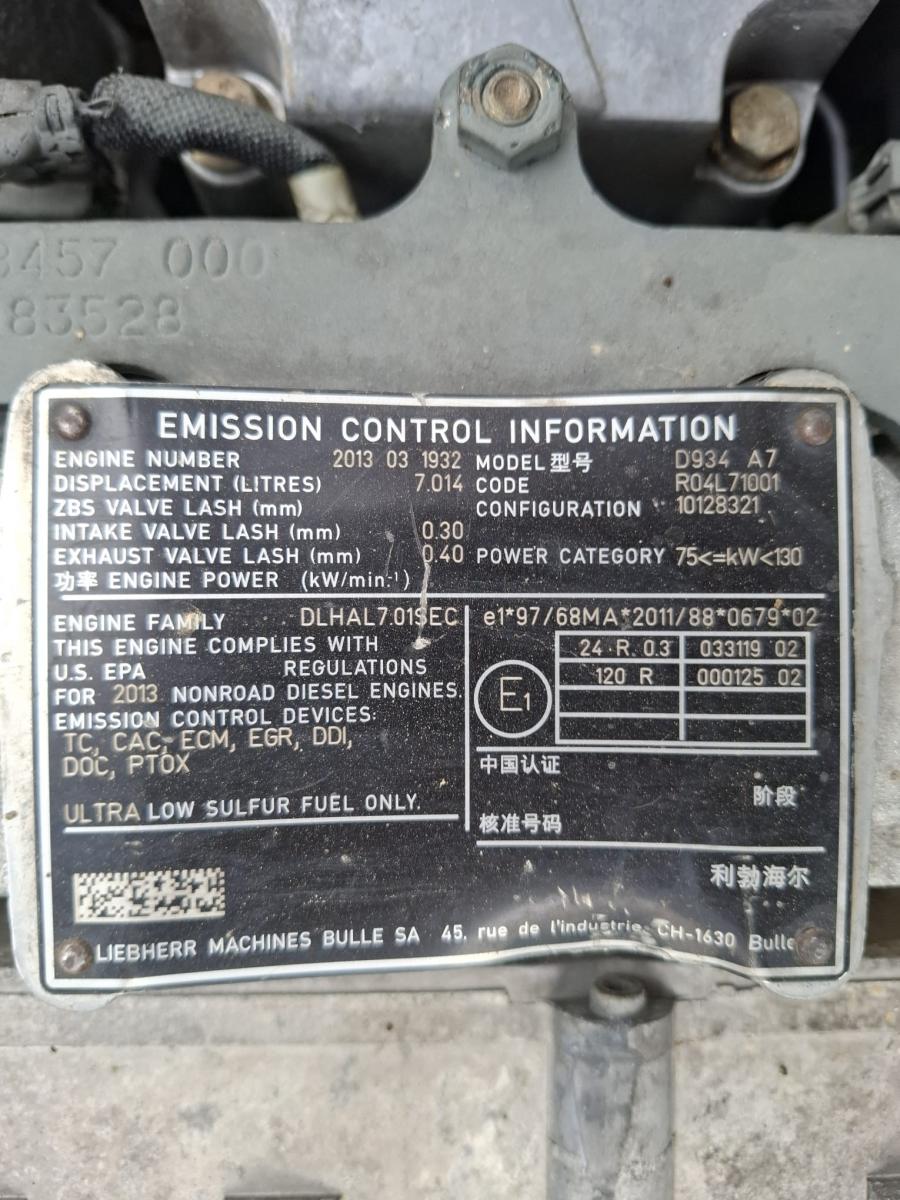 8457 000
83528
EMISSION CONTROL INFORMATION
ENGINE NUMBER 2013 03 1932
DISPLACEMENT (LITRES) 7.014
ZBS VALVE LASH (mm)
INTAKE VALVE LASH (mm) 0.30
EXHAUST VALVE LASH (mm) 0.40
功率 ENGINE POWER (kW/min-¹)
MODEL 型号 D934 A7
CODE R04L71001
CONFIGURATION 10128321
POWER CATEGORY 75<=kW<130
ENGINE FAMILY DLHAL7.01SEC
THIS ENGINE COMPLIES WITH
U.S. EPA REGULATIONS
FOR 2013 NONROAD DIESEL ENGINES.
EMISSION CONTROL DEVICES:
TC, CAC, ECM, EGR, DDI,
DOC, PTOX
ULTRA LOW SULFUR FUEL ONLY.
e1*97/68MA*2011/88*0679*02
E1
24 R 0.3 033119 02
120 R 000125 02
中国认证
阶段
核准号码
利勃海尔
LIEBHERR MACHINES BULLE SA 45, rue de l'industrie CH-1630 Bulle